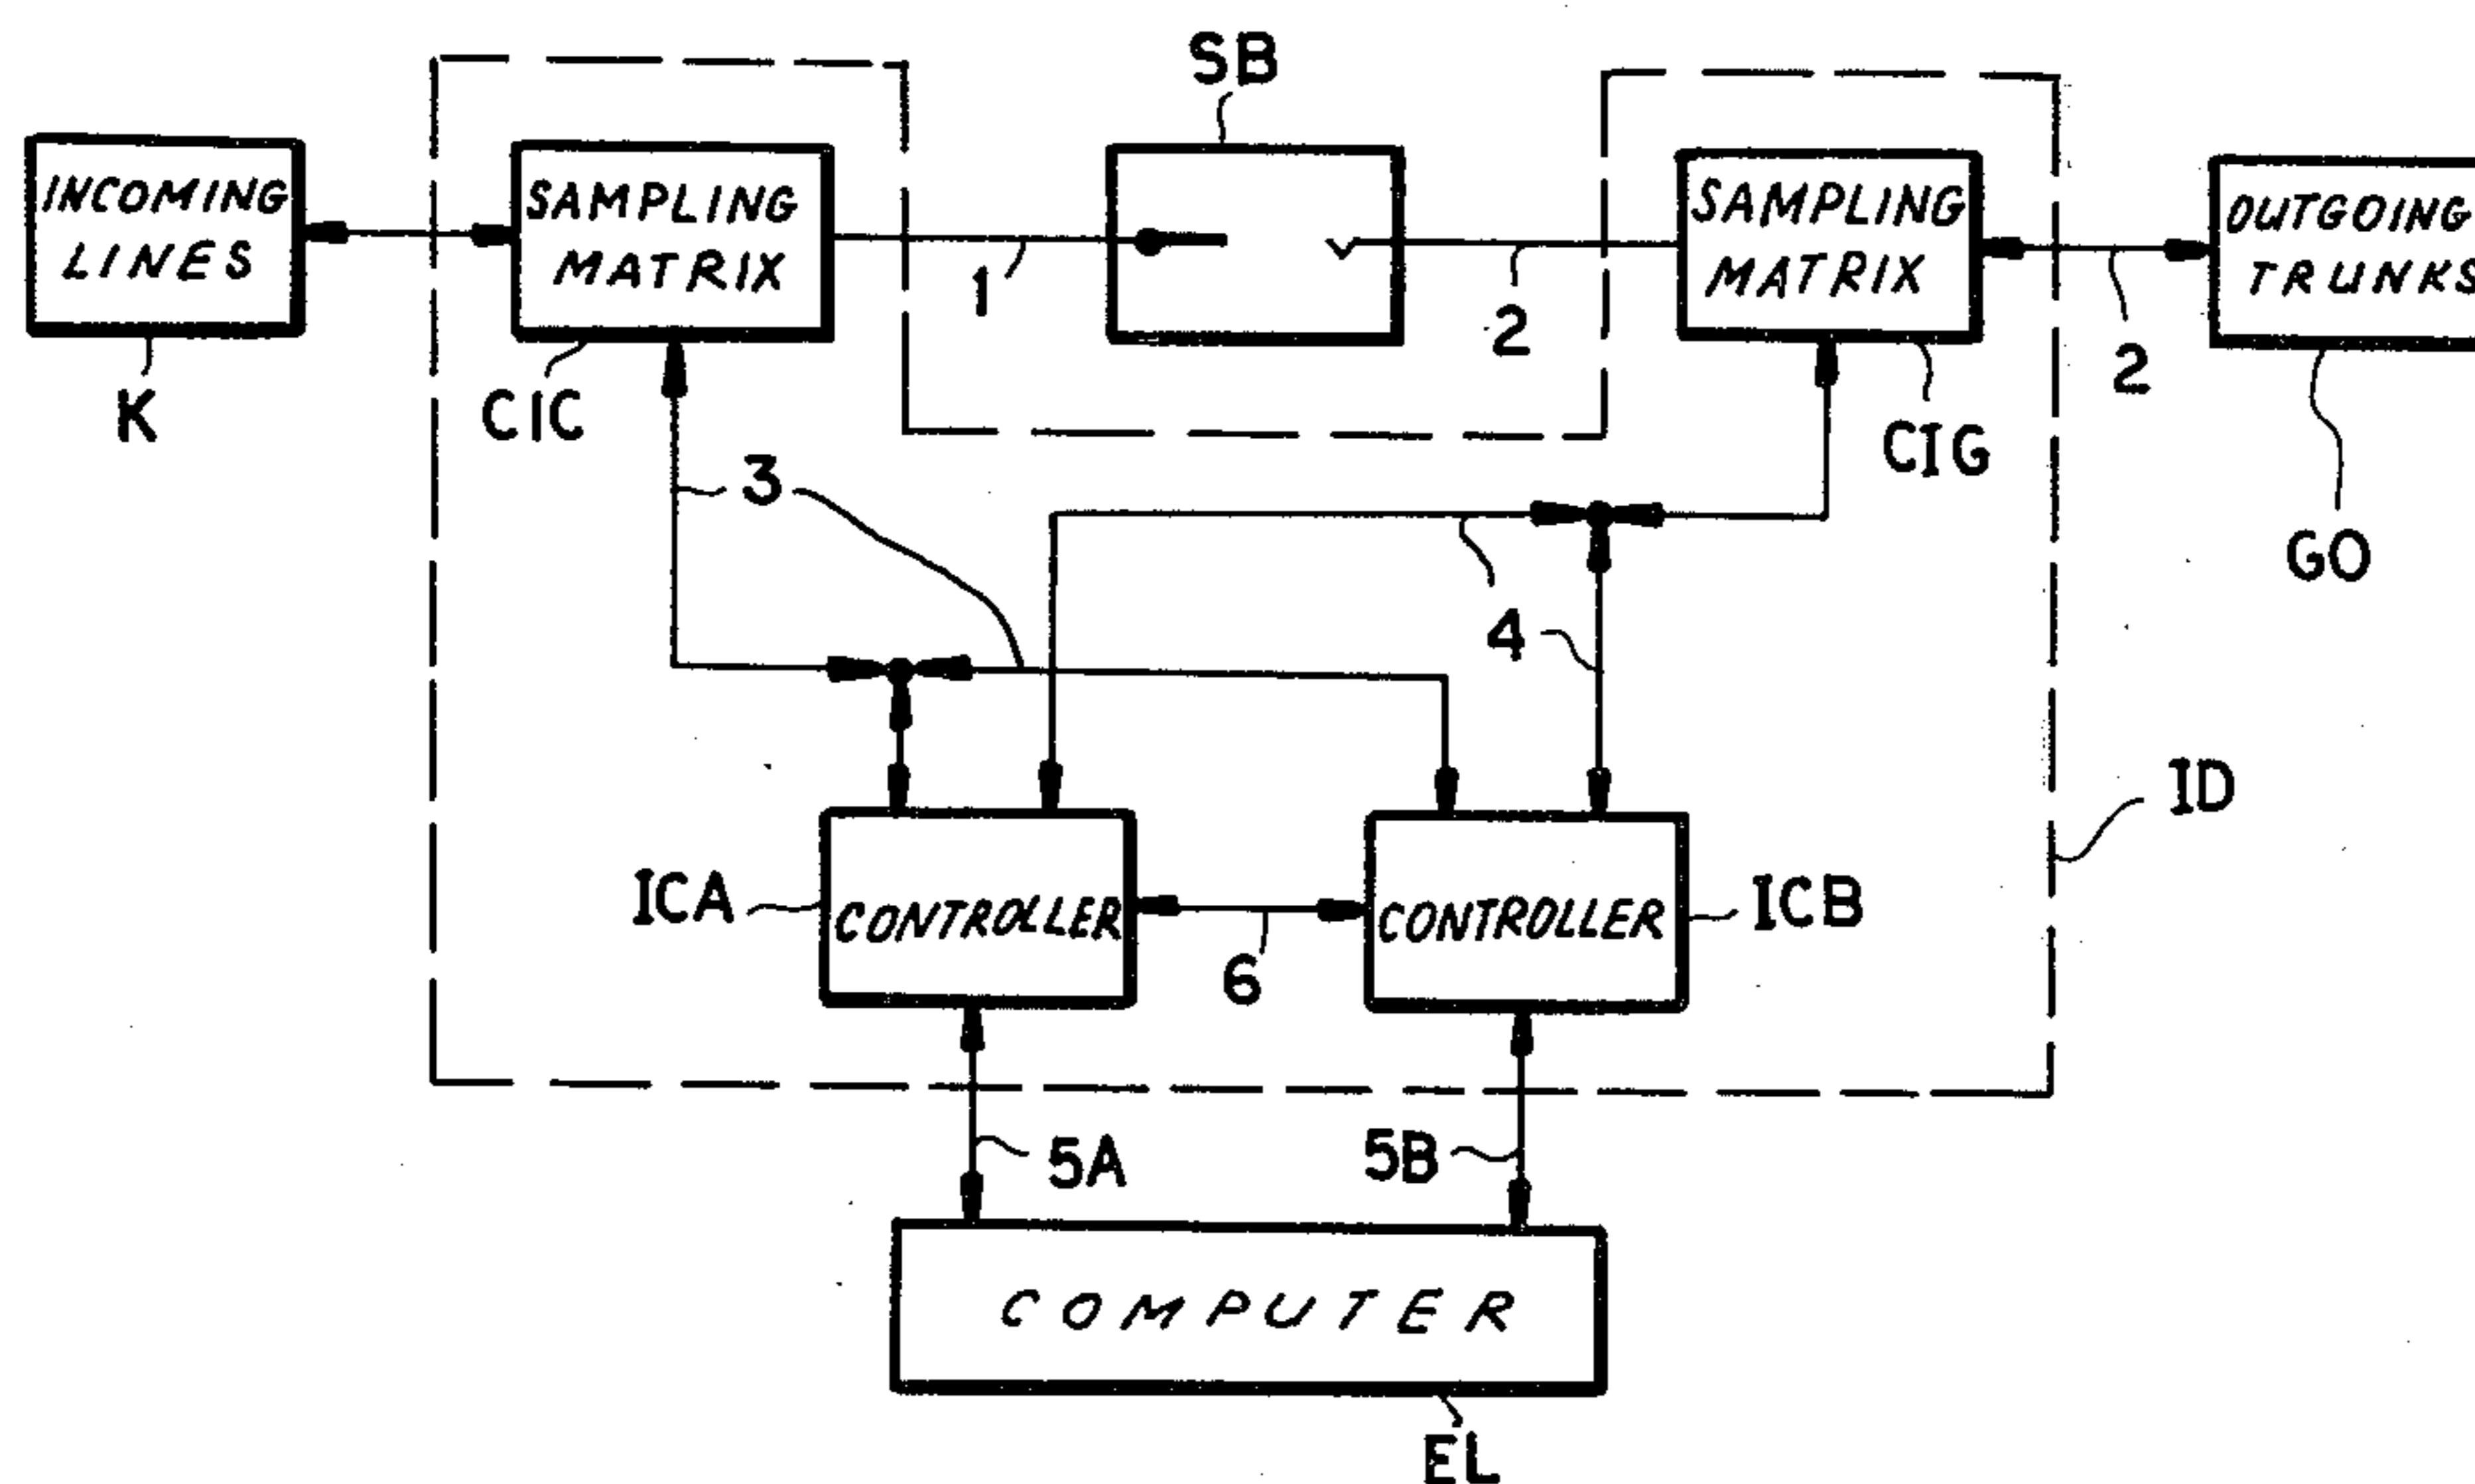 SB
INCOMING
LINES
SAMPLING
MATRIX
SAMPLING
MATRIX
OUTGOING
TRUNKS
1
2
2
K
CIC
CIG
3
GO
4
ID
ICA
CONTROLLER
CONTROLLER
ICB
6
5A
5B
COMPUTER
EL